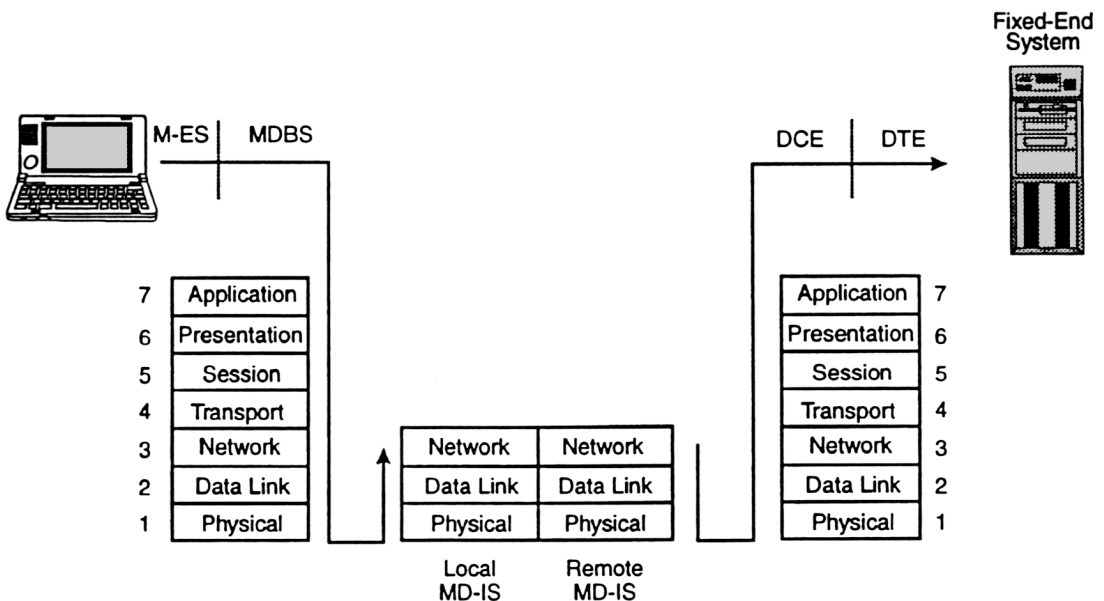 Fixed-End
System
M-ES
MDBS
DCE
DTE
7 Application
6 Presentation
5 Session
4 Transport
3 Network
2 Data Link
1 Physical
Network Network
Data Link Data Link
Physical Physical
Local
MD-IS
Remote
MD-IS
Application 7
Presentation 6
Session 5
Transport 4
Network 3
Data Link 2
Physical 1